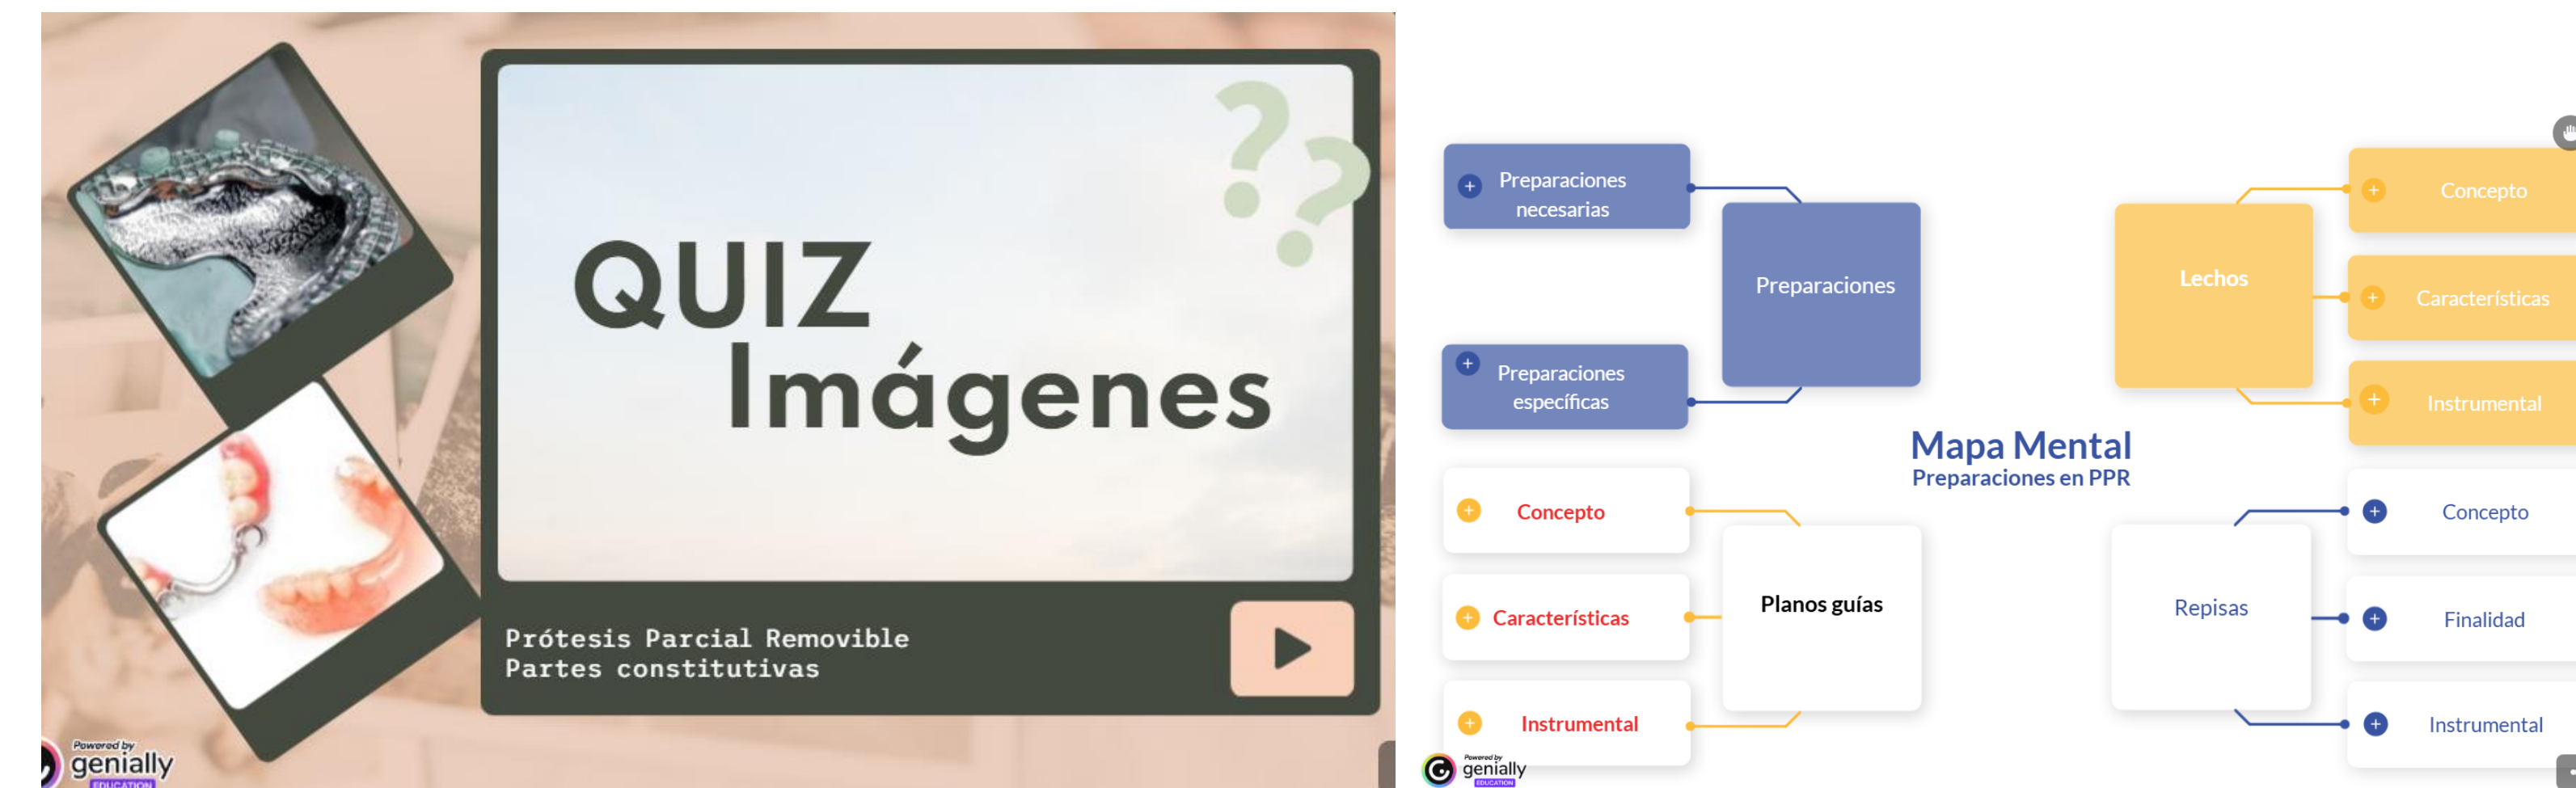 ??
QUIZ
Imágenes
Prótesis Parcial Removible
Partes constitutivas
Powered by
genially
EDUCATION
Preparaciones
necesarias
Preparaciones
Preparaciones
específicas
Lechos
Concepto
Características
Instrumental
Mapa Mental
Preparaciones en PPR
Concepto
Características
Instrumental
Planos guías
Repisas
Concepto
Finalidad
Instrumental
Powered by
genially
EDUCATION